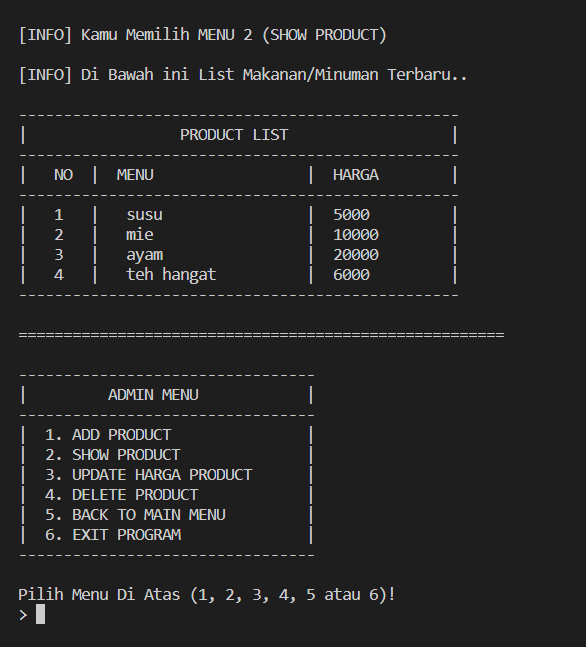 [INFO] Kamu Memilih MENU 2 (SHOW PRODUCT)
[INFO] Di Bawah ini List Makanan/Minuman Terbaru..
-------------------------------------------------
|                 PRODUCT LIST                  |
-------------------------------------------------
|   NO  |  MENU                 |  HARGA        |
-------------------------------------------------
|   1   |   susu                |  5000         |
|   2   |   mie                 |  10000        |
|   3   |   ayam                |  20000        |
|   4   |   teh hangat          |  6000         |
-------------------------------------------------
======================================================
---------------------------------
|         ADMIN MENU            |
---------------------------------
|  1. ADD PRODUCT               |
|  2. SHOW PRODUCT              |
|  3. UPDATE HARGA PRODUCT      |
|  4. DELETE PRODUCT            |
|  5. BACK TO MAIN MENU         |
|  6. EXIT PROGRAM              |
---------------------------------
Pilih Menu Di Atas (1, 2, 3, 4, 5 atau 6)!
>